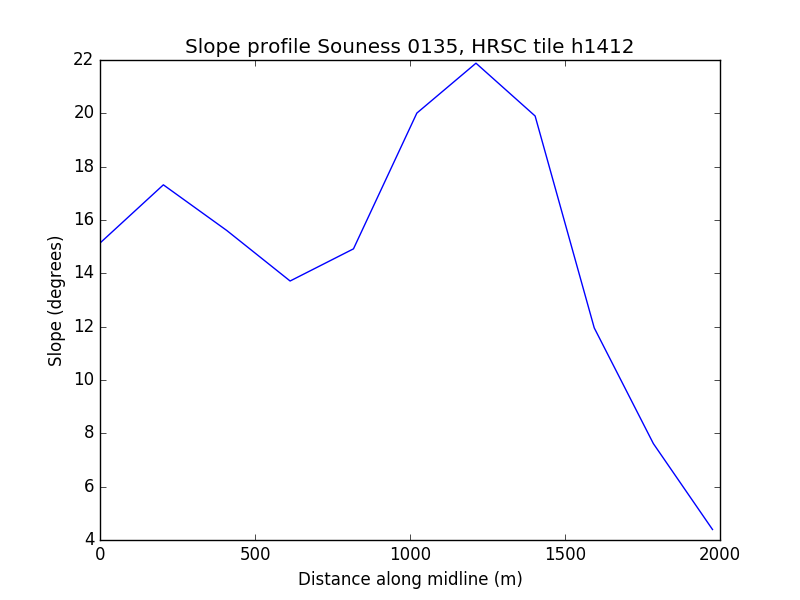 Slope profile Souness 0135, HRSC tile h1412
22
20
18
16
14
12
10
8
6
4
Slope (degrees)
0 500 1000 1500 2000
Distance along midline (m)